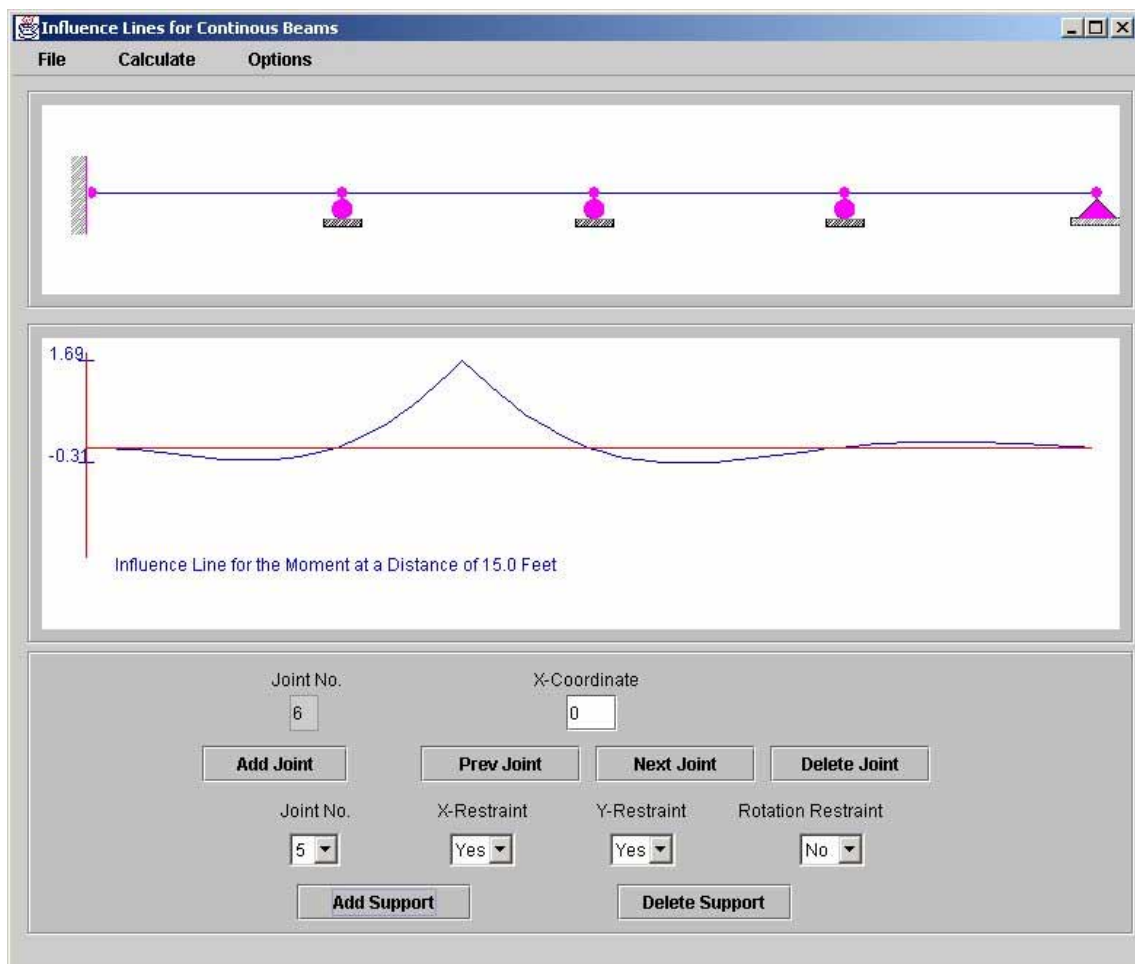 Influence Lines for Continous Beams
File Calculate Options
1.69
-0.31
Influence Line for the Moment at a Distance of 15.0 Feet
Joint No. X-Coordinate
6 0
Add Joint Prev Joint Next Joint Delete Joint
Joint No. X-Restraint Y-Restraint Rotation Restraint
5 Yes Yes No
Add Support Delete Support